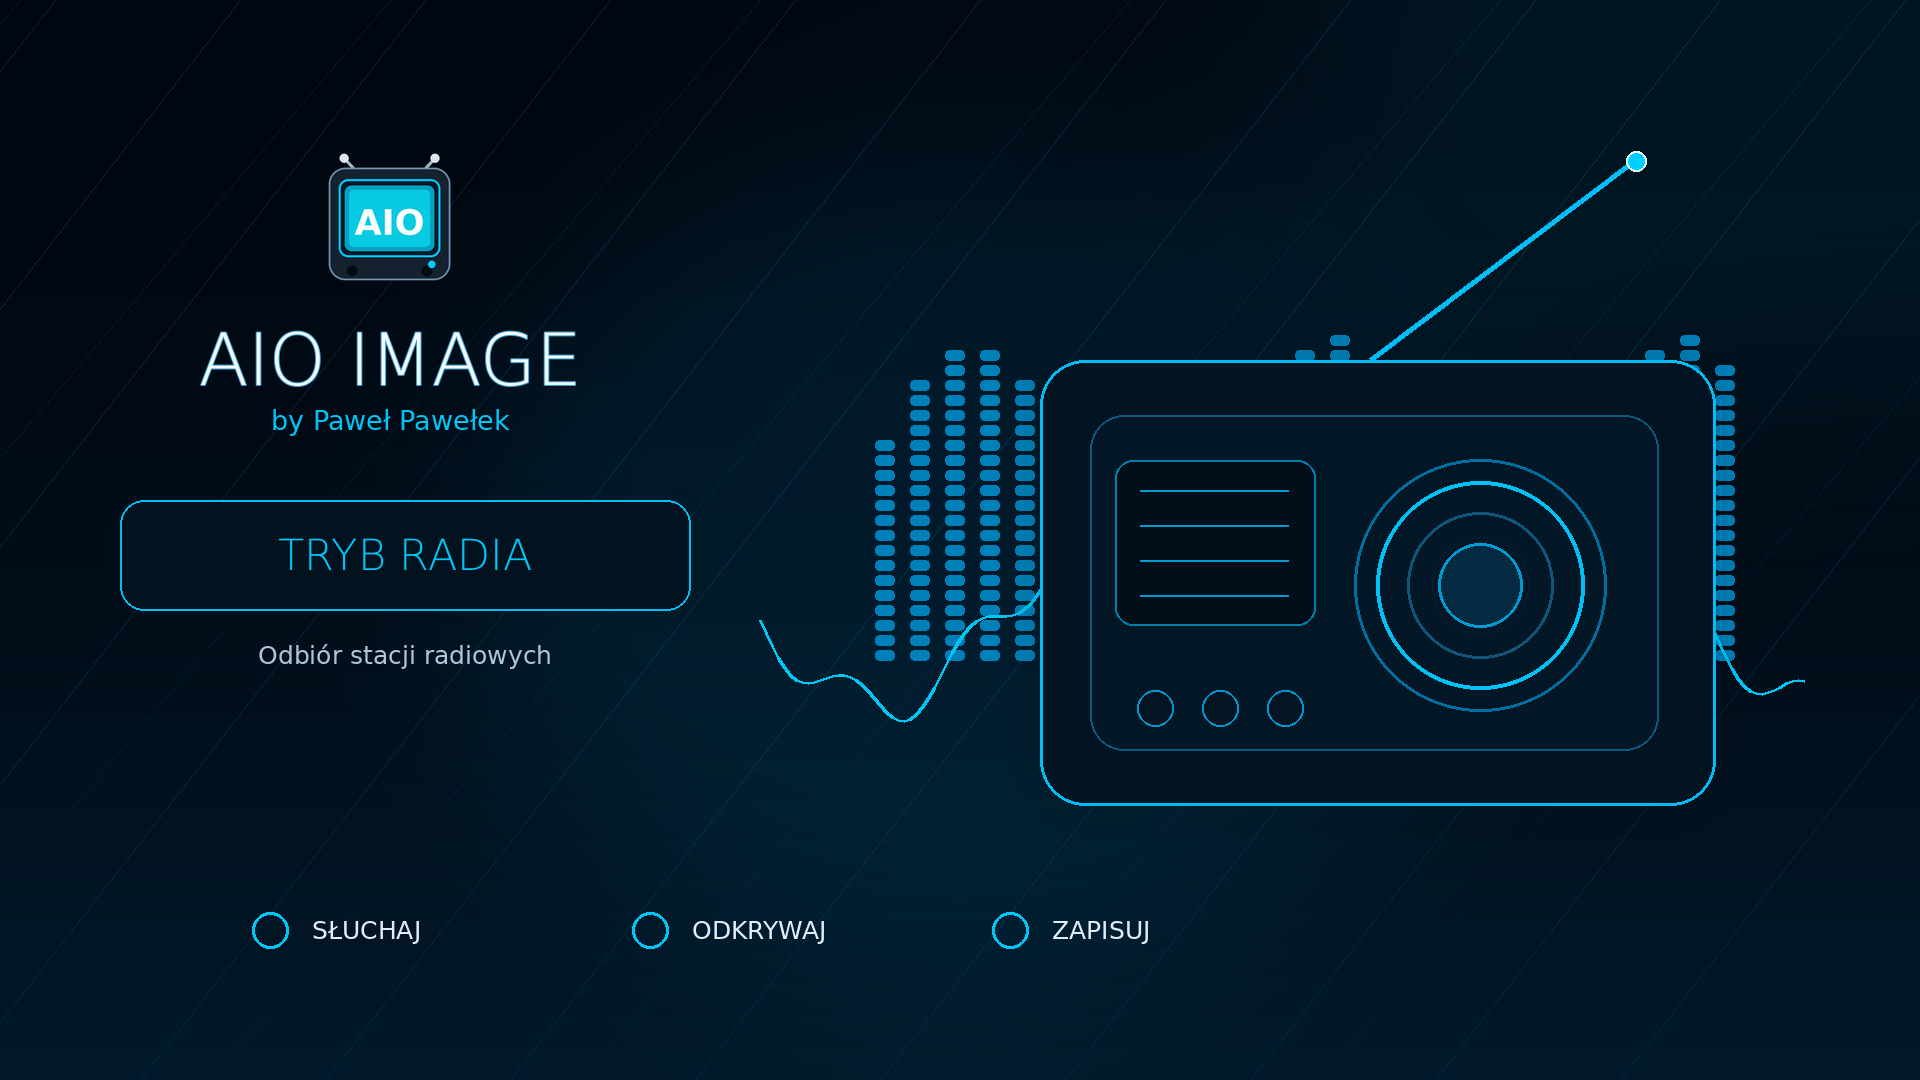 AIO
AIO IMAGE
by Paweł Pawełek
TRYB RADIA
Odbiór stacji radiowych
SŁUCHAJ
ODKRYWAJ
ZAPISUJ